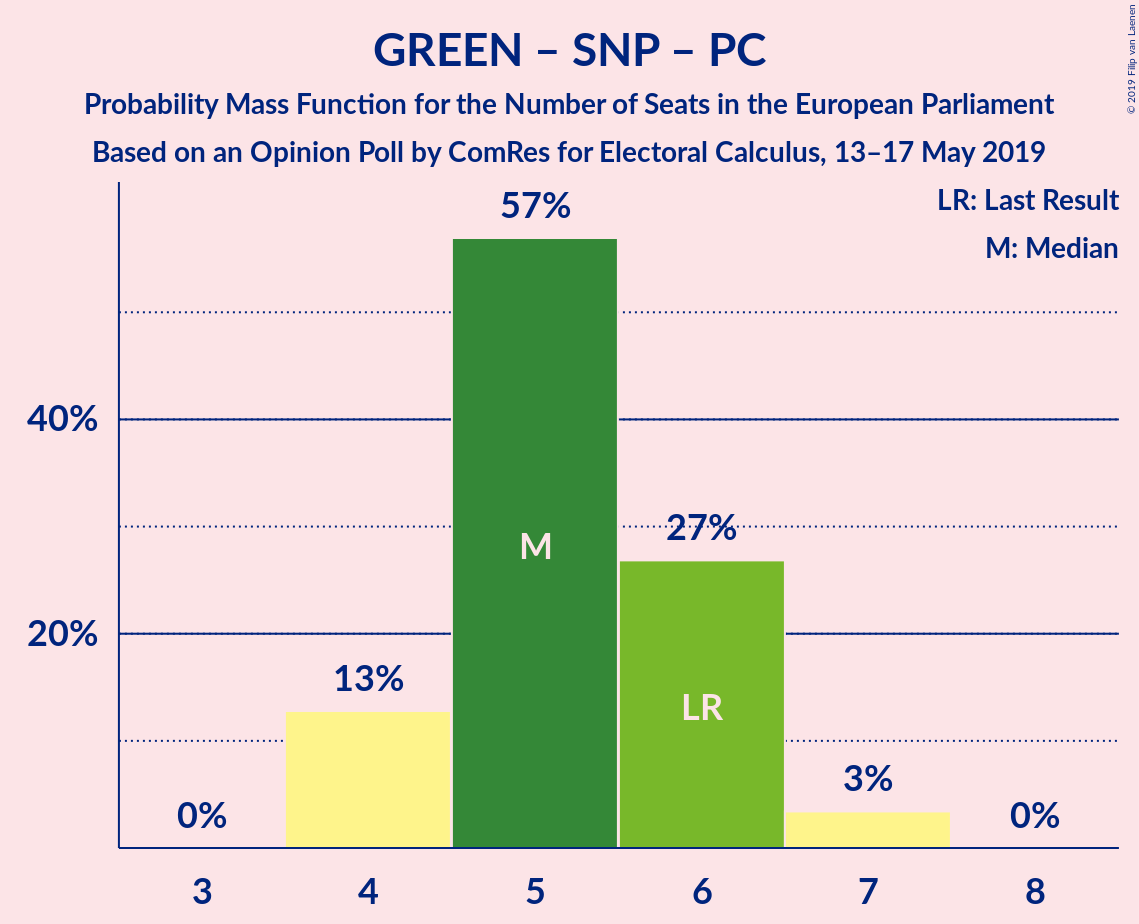 GREEN – SNP – PC
Probability Mass Function for the Number of Seats in the European Parliament
Based on an Opinion Poll by ComRes for Electoral Calculus, 13–17 May 2019
© 2019 Filip van Laenen
LR: Last Result
M: Median
57%
40%
27%
M
20%
13%
LR
3%
0%
0%
3 4 5 6 7 8